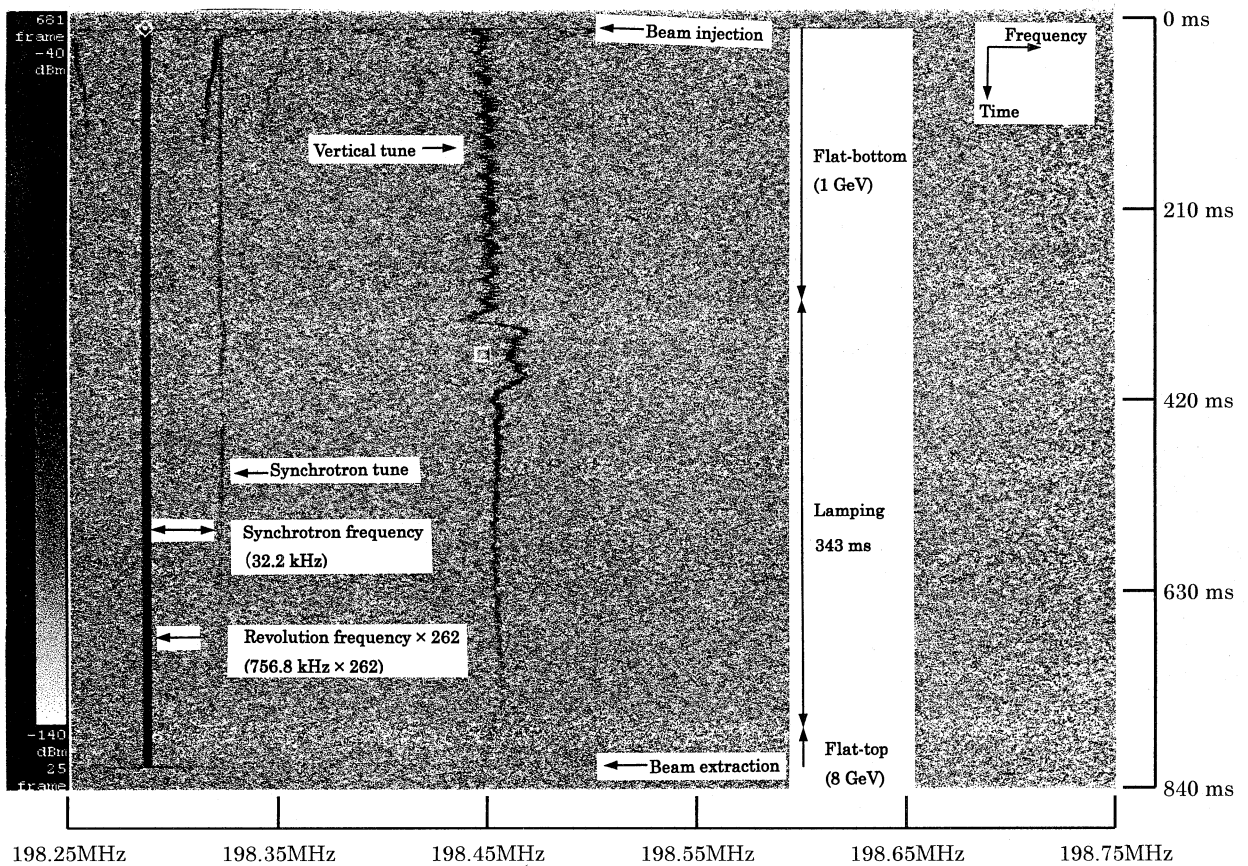 681
frame
-40
dBm
Beam injection
0 ms
Frequency
Time
Vertical tune
Flat-bottom
(1 GeV)
210 ms
420 ms
Synchrotron tune
Lamping
343 ms
Synchrotron frequency
(32.2 kHz)
630 ms
Revolution frequency × 262
(756.8 kHz × 262)
-140
dBm
25
frame
Beam extraction
Flat-top
(8 GeV)
840 ms
198.25MHz
198.35MHz
198.45MHz
198.55MHz
198.65MHz
198.75MHz